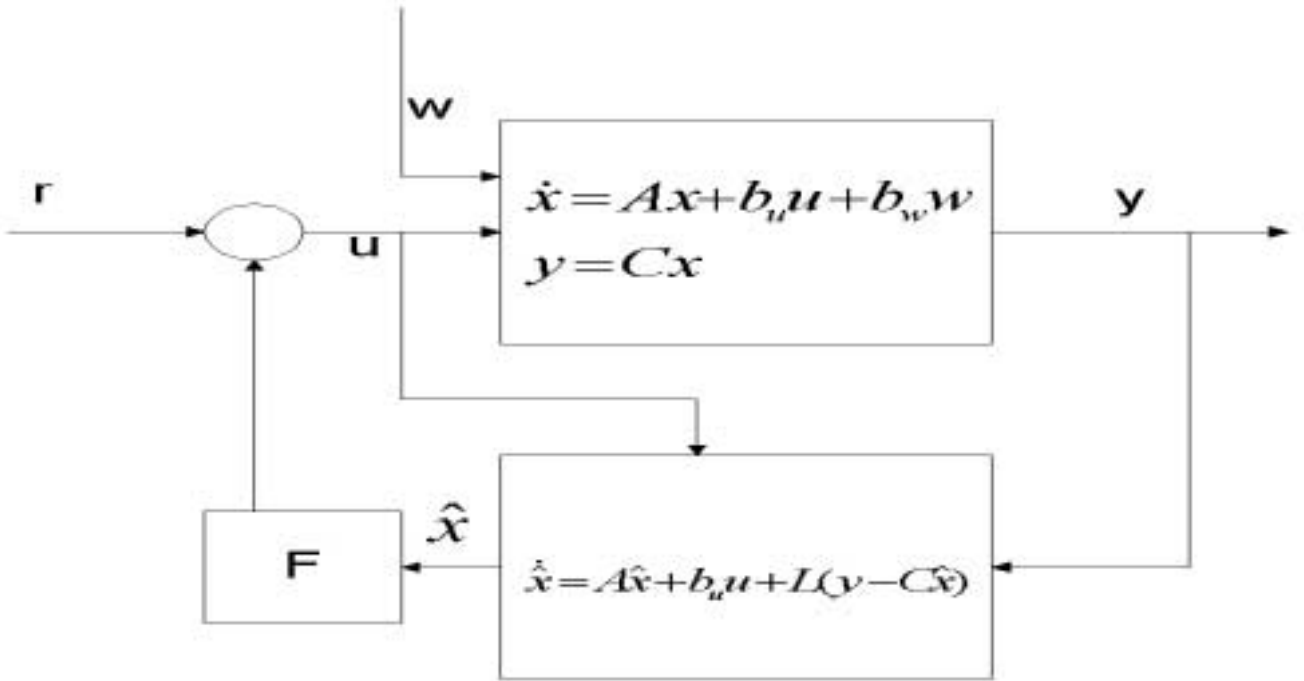 w
r
ẋ = Ax + b_u u + b_w w
y
u
y = Cx
x̂
F
x̂̇ = Ax̂ + b_u u + L(y − Cx̂)